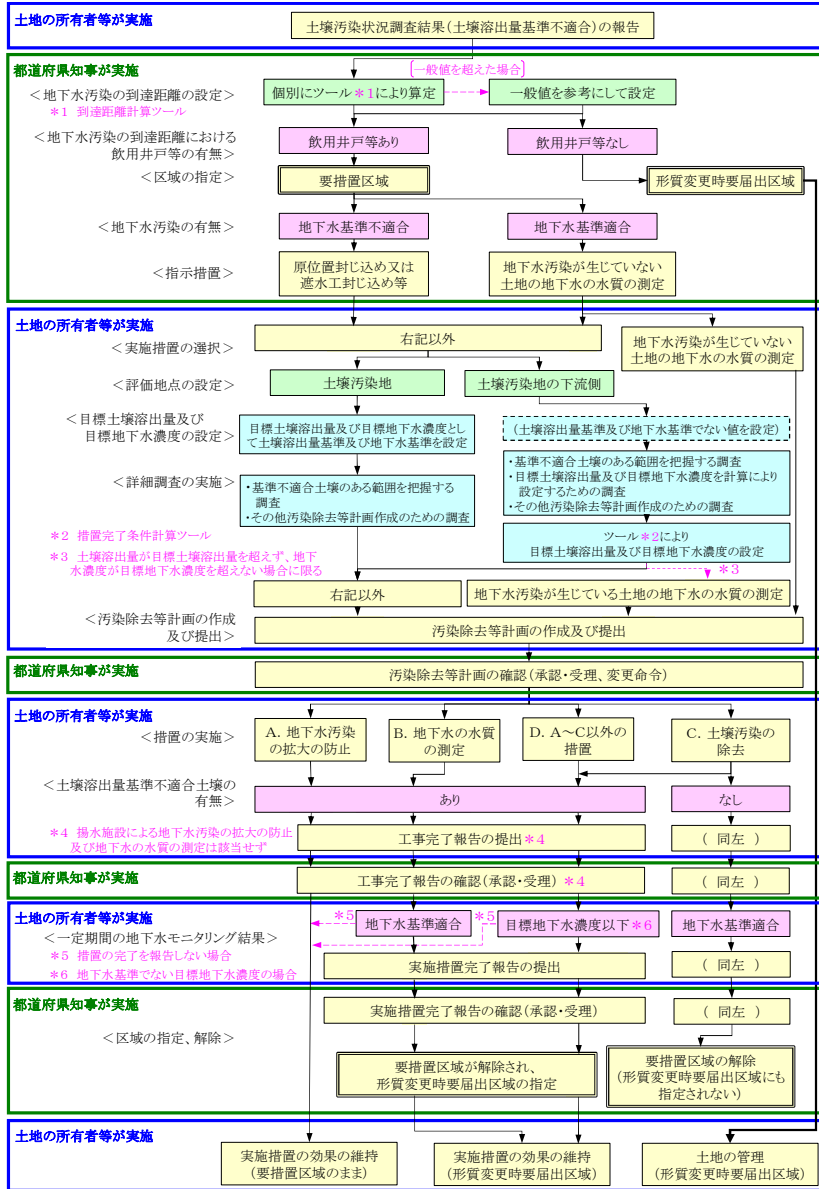 土地の所有者等が実施
土壌汚染状況調査結果(土壌溶出量基準不適合)の報告
都道府県知事が実施
[一般値を超えた場合]
<地下水汚染の到達距離の設定>
個別にツール*1により算定
一般値を参考にして設定
*1 到達距離計算ツール
<地下水汚染の到達距離における
飲用井戸等の有無>
飲用井戸等あり
飲用井戸等なし
<区域の指定>
要措置区域
形質変更時要届出区域
<地下水汚染の有無>
地下水基準不適合
地下水基準適合
<指示措置>
原位置封じ込め又は
遮水工封じ込め等
地下水汚染が生じていない
土地の地下水の水質の測定
土地の所有者等が実施
<実施措置の選択>
右記以外
地下水汚染が生じていない
土地の地下水の水質の測定
<評価地点の設定>
土壌汚染地
土壌汚染地の下流側
<目標土壌溶出量及び
目標地下水濃度の設定>
目標土壌溶出量及び目標地下水濃度とし
て土壌溶出量基準及び地下水基準を設定
(土壌溶出量基準及び地下水基準でない値を設定)
<詳細調査の実施>
・基準不適合土壌のある範囲を把握する
調査
・その他汚染除去等計画作成のための調査
・基準不適合土壌のある範囲を把握する調査
・目標土壌溶出量及び目標地下水濃度を計算により
設定するための調査
・その他汚染除去等計画作成のための調査
*2 措置完了条件計算ツール
ツール*2により
目標土壌溶出量及び目標地下水濃度の設定
*3 土壌溶出量が目標土壌溶出量を超えず、地下
水濃度が目標地下水濃度を超えない場合に限る
*3
右記以外
地下水汚染が生じている土地の地下水の水質の測定
<汚染除去等計画の作成
及び提出>
汚染除去等計画の作成及び提出
都道府県知事が実施
汚染除去等計画の確認(承認・受理、変更命令)
土地の所有者等が実施
<措置の実施>
A. 地下水汚染
の拡大の防止
B. 地下水の水質
の測定
D. A~C以外の
措置
C. 土壌汚染の
除去
<土壌溶出量基準不適合土壌の
有無>
あり
なし
*4 揚水施設による地下水汚染の拡大の防止
及び地下水の水質の測定は該当せず
工事完了報告の提出*4
( 同左 )
都道府県知事が実施
工事完了報告の確認(承認・受理) *4
( 同左 )
土地の所有者等が実施
<一定期間の地下水モニタリング結果>
*5
地下水基準適合
*5
目標地下水濃度以下*6
地下水基準適合
*5 措置の完了を報告しない場合
*6 地下水基準でない目標地下水濃度の場合
実施措置完了報告の提出
( 同左 )
都道府県知事が実施
実施措置完了報告の確認(承認・受理)
( 同左 )
<区域の指定、解除>
要措置区域が解除され、
形質変更時要届出区域の指定
要措置区域の解除
(形質変更時要届出区域にも
指定されない)
土地の所有者等が実施
実施措置の効果の維持
(要措置区域のまま)
実施措置の効果の維持
(形質変更時要届出区域)
土地の管理
(形質変更時要届出区域)